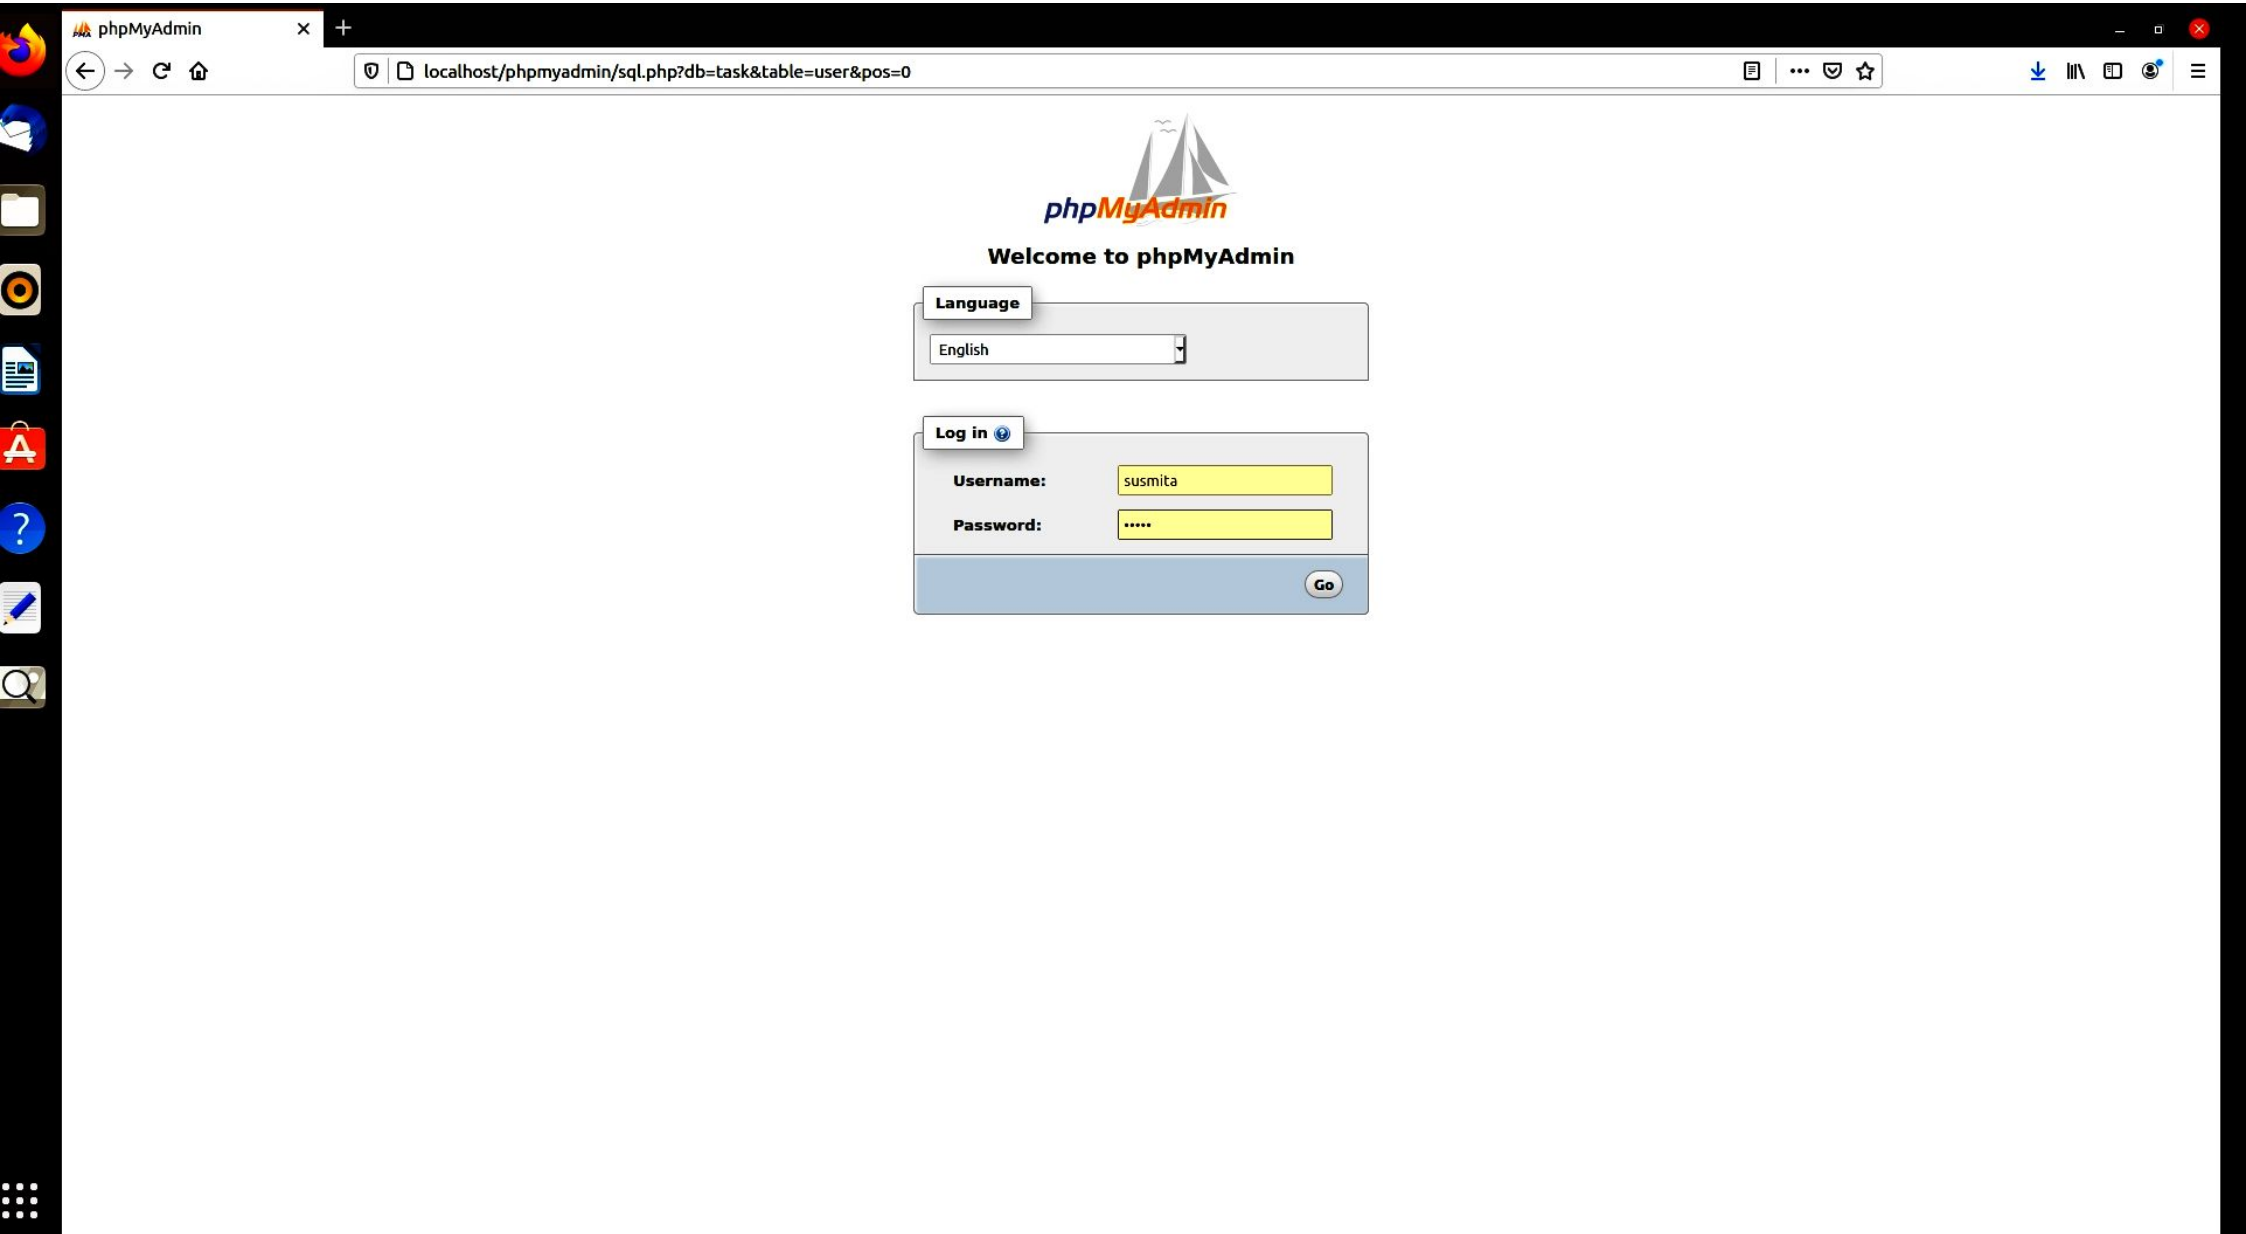 phpMyAdmin
localhost/phpmyadmin/sql.php?db=task&table=user&pos=0
phpMyAdmin
Welcome to phpMyAdmin
Language
English
Log in
Username:
susmita
Password:
•••••
Go